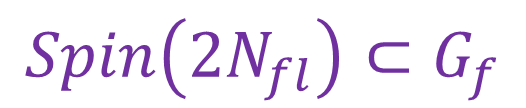 Spin(2N_{fl}) ⊂ G_f